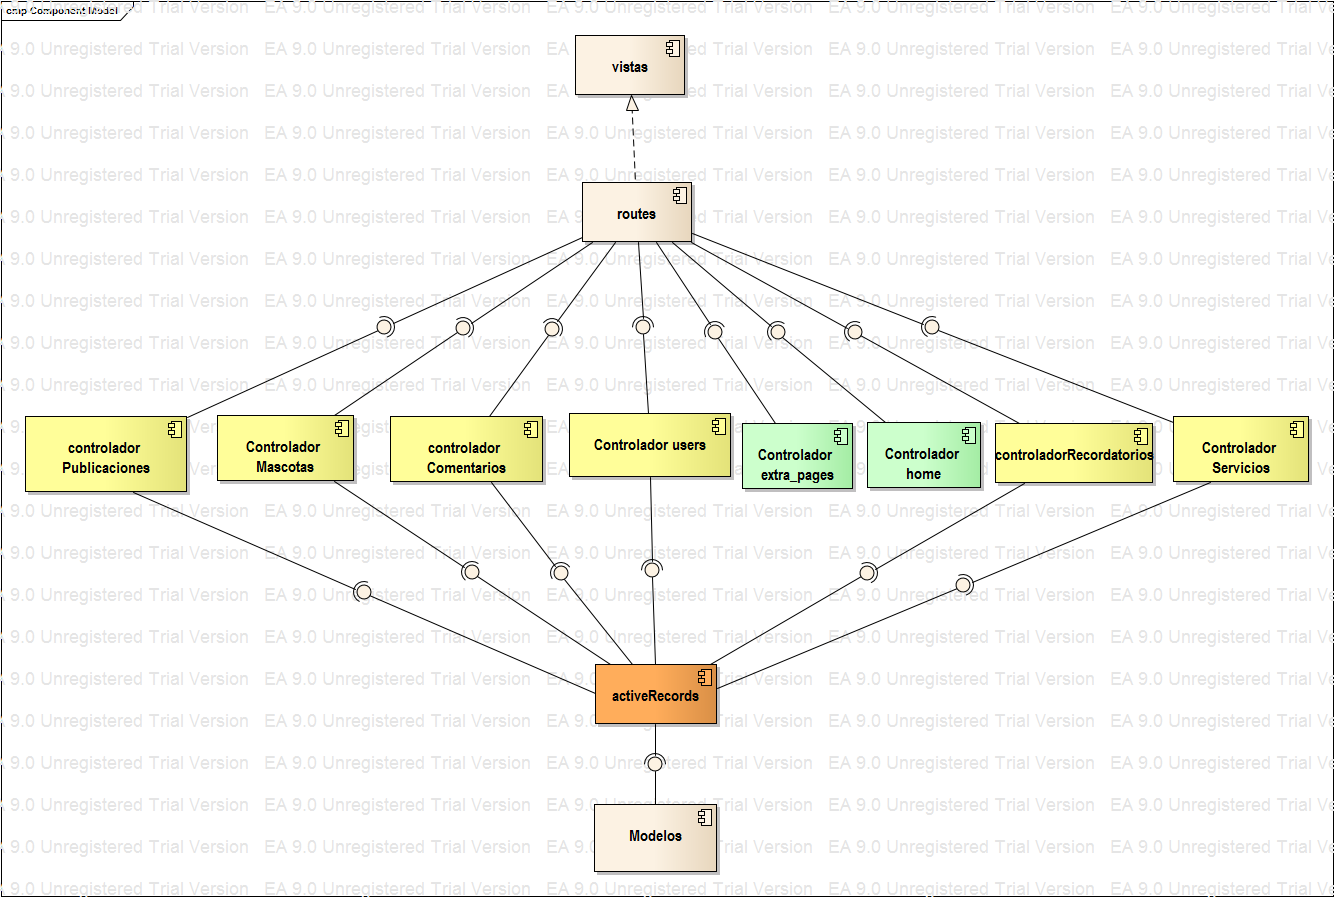 cmp Component Model
vistas
routes
controlador
Publicaciones
Controlador
Mascotas
controlador
Comentarios
Controlador users
Controlador
extra_pages
Controlador
home
controladorRecordatorios
Controlador
Servicios
activeRecords
Modelos
EA 9.0 Unregistered Trial Version